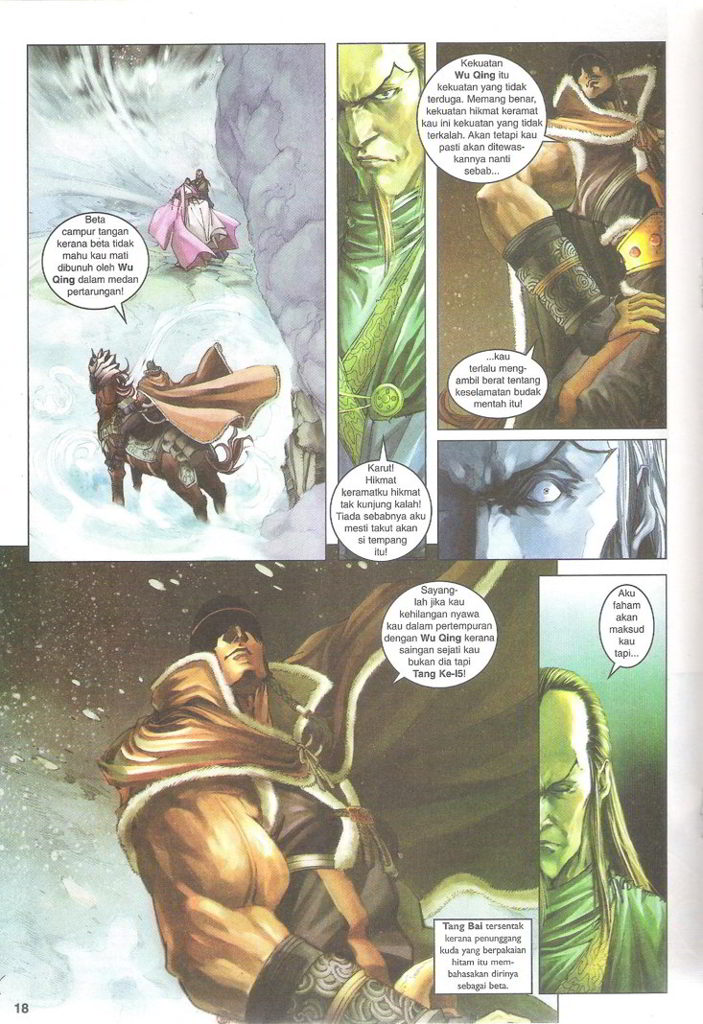 Beta
campur tangan
kerana beta tidak
mahu kau mati
dibunuh oleh Wu
Qing dalam medan
pertarungan!
Karut!
Hikmat
keramatku hikmat
tak kunjung kalah!
Tiada sebabnya aku
mesti takut akan
si tempang
itu!
Kekuatan
Wu Qing itu
kekuatan yang tidak
terduga. Memang benar,
kekuatan hikmat keramat
kau ini kekuatan yang tidak
terkalah. Akan tetapi kau
pasti akan ditewas-
kannya nanti
sebab...
...kau
terlalu meng-
ambil berat tentang
keselamatan budak
mentah itu!
Sayang-
lah jika kau
kehilangan nyawa
kau dalam pertempuran
dengan Wu Qing kerana
saingan sejati kau
bukan dia tapi
Tang Ke-I5!
Aku
faham
akan
maksud
kau
tapi...
Tang Bai tersentak
kerana penunggang
kuda yang berpakaian
hitam itu mem-
bahasakan dirinya
sebagai beta.
18